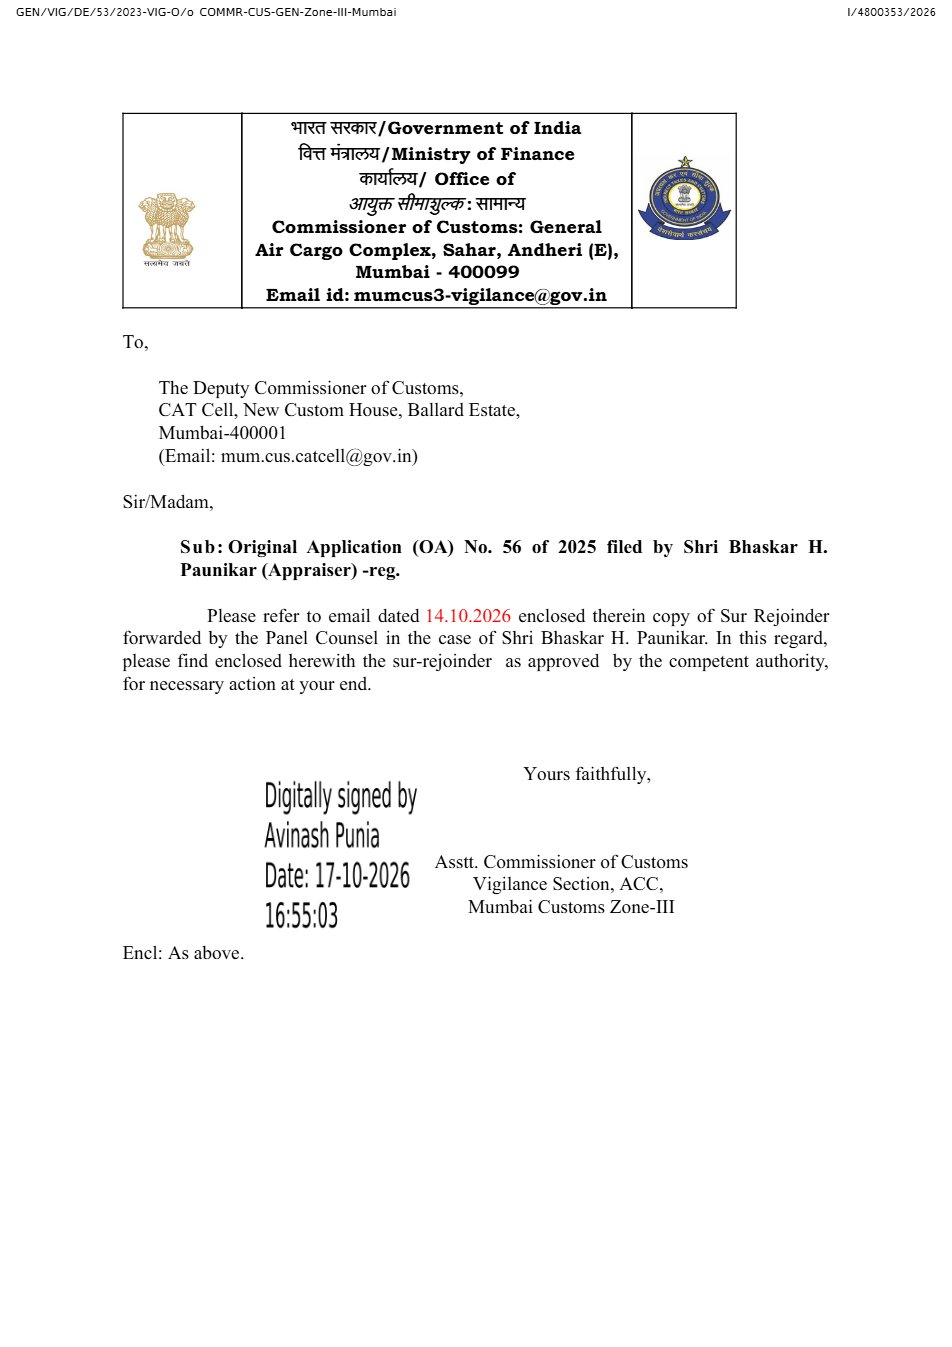 GEN/VIG/DE/53/2023-VIG-O/o COMMR-CUS-GEN-Zone-III-Mumbai
I/4800353/2026
भारत सरकार/Government of India
वित्त मंत्रालय/Ministry of Finance
कार्यालय/ Office of
आयुक्त सीमाशुल्क : सामान्य
Commissioner of Customs: General
Air Cargo Complex, Sahar, Andheri (E),
Mumbai - 400099
Email id: mumcus3-vigilance@gov.in
सत्यमेव जयते
To,
The Deputy Commissioner of Customs,
CAT Cell, New Custom House, Ballard Estate,
Mumbai-400001
(Email: mum.cus.catcell@gov.in)
Sir/Madam,
Sub: Original Application (OA) No. 56 of 2025 filed by Shri Bhaskar H.
Paunikar (Appraiser) -reg.
Please refer to email dated 14.10.2026 enclosed therein copy of Sur Rejoinder
forwarded by the Panel Counsel in the case of Shri Bhaskar H. Paunikar. In this regard,
please find enclosed herewith the sur-rejoinder as approved by the competent authority,
for necessary action at your end.
Yours faithfully,
Digitally signed by
Avinash Punia
Date: 17-10-2026
16:55:03
Asstt. Commissioner of Customs
Vigilance Section, ACC,
Mumbai Customs Zone-III
Encl: As above.